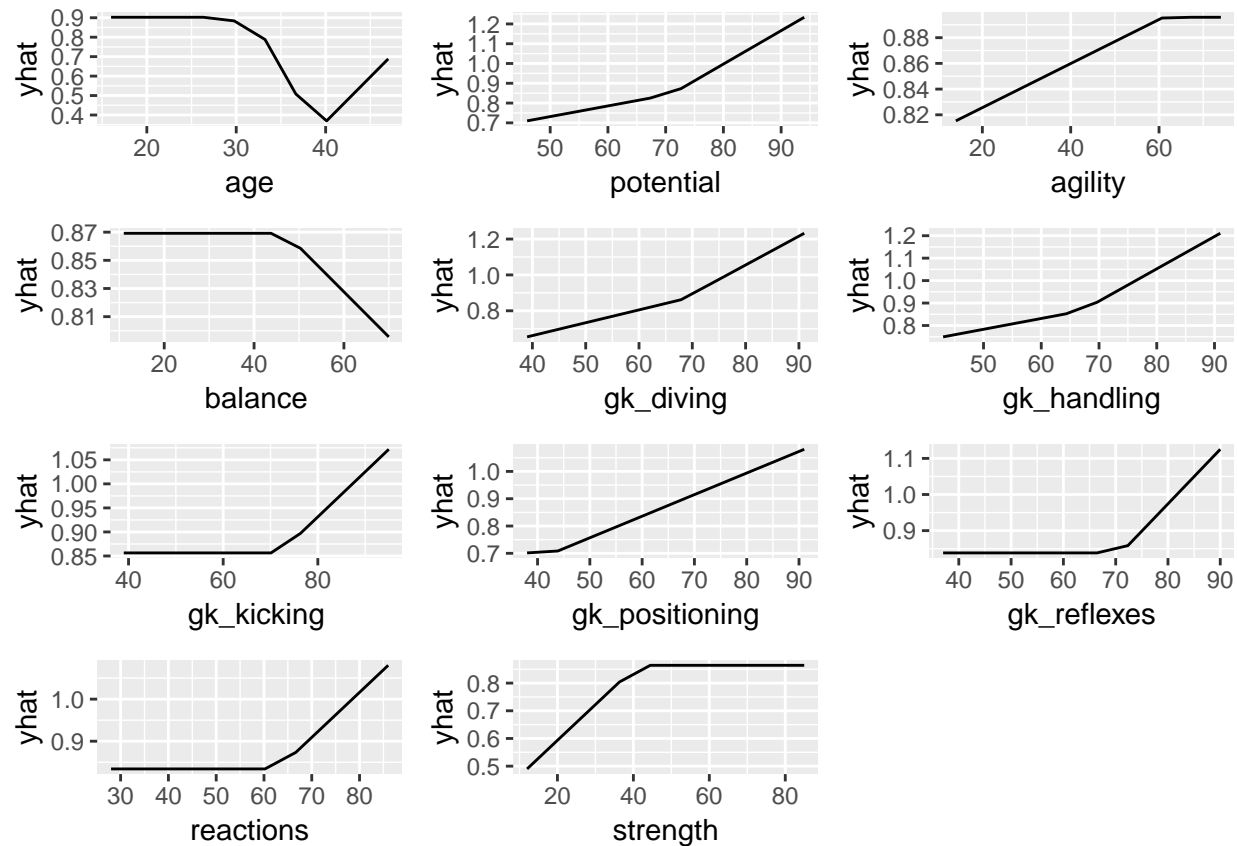 yhat
0.9
0.8
0.7
0.6
0.5
0.4
20 30 40
age
yhat
1.2
1.1
1.0
0.9
0.8
0.7
50 60 70 80 90
potential
yhat
0.88
0.86
0.84
0.82
20 40 60
agility
yhat
0.87
0.85
0.83
0.81
20 40 60
balance
yhat
1.2
1.0
0.8
40 50 60 70 80 90
gk_diving
yhat
1.2
1.1
1.0
0.9
0.8
50 60 70 80 90
gk_handling
yhat
1.05
1.00
0.95
0.90
0.85
40 60 80
gk_kicking
yhat
1.0
0.9
0.8
0.7
40 50 60 70 80 90
gk_positioning
yhat
1.1
1.0
0.9
40 50 60 70 80 90
gk_reflexes
yhat
1.0
0.9
30 40 50 60 70 80
reactions
yhat
0.8
0.7
0.6
0.5
20 40 60 80
strength